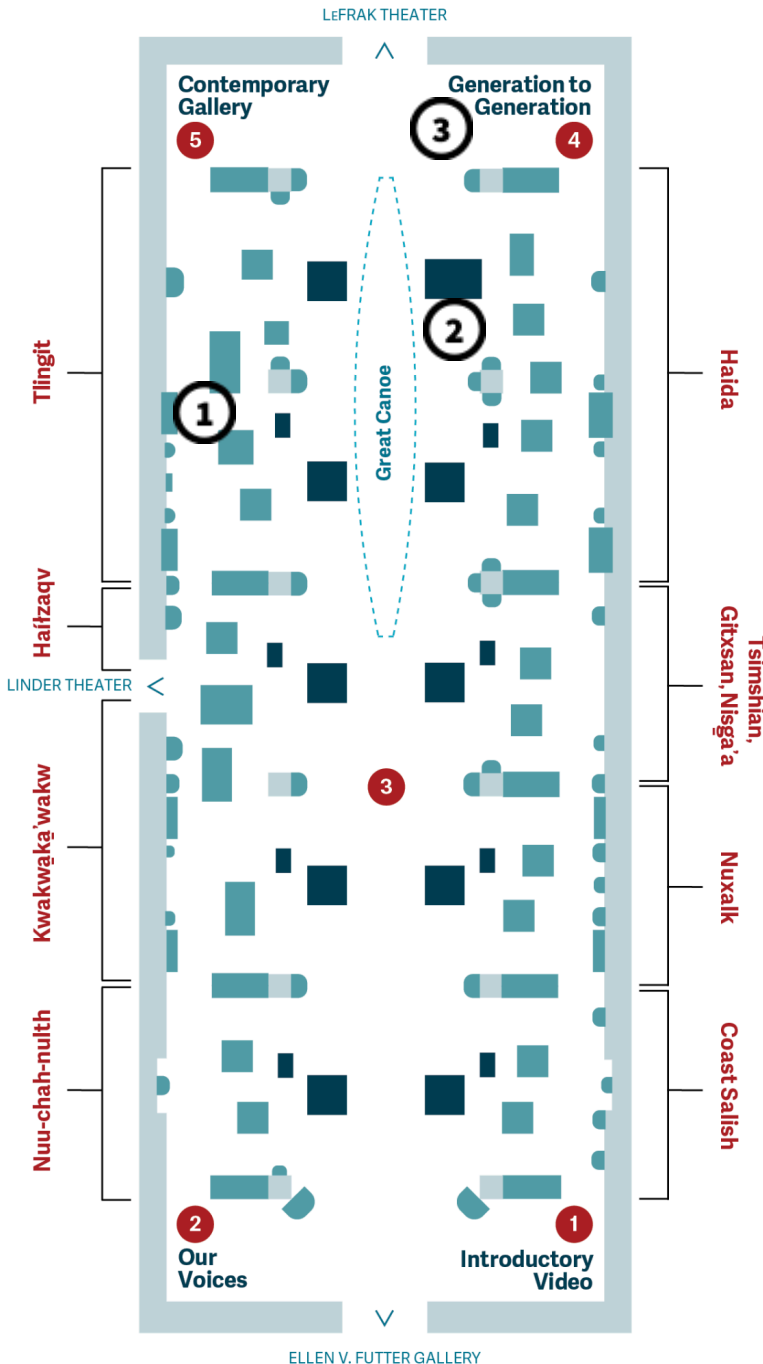 LEFRAK THEATER
Contemporary
Gallery
5
Generation to
Generation
3
4
Tlingit
Haida
Great Canoe
2
1
Haíɫzaqv
Tsimshian,
Gitxsan, Nisg̱a'a
LINDER THEATER
3
Kwakwa̱ka̱'wakw
Nuxalk
Nuu-chah-nulth
Coast Salish
2
Our
Voices
1
Introductory
Video
ELLEN V. FUTTER GALLERY